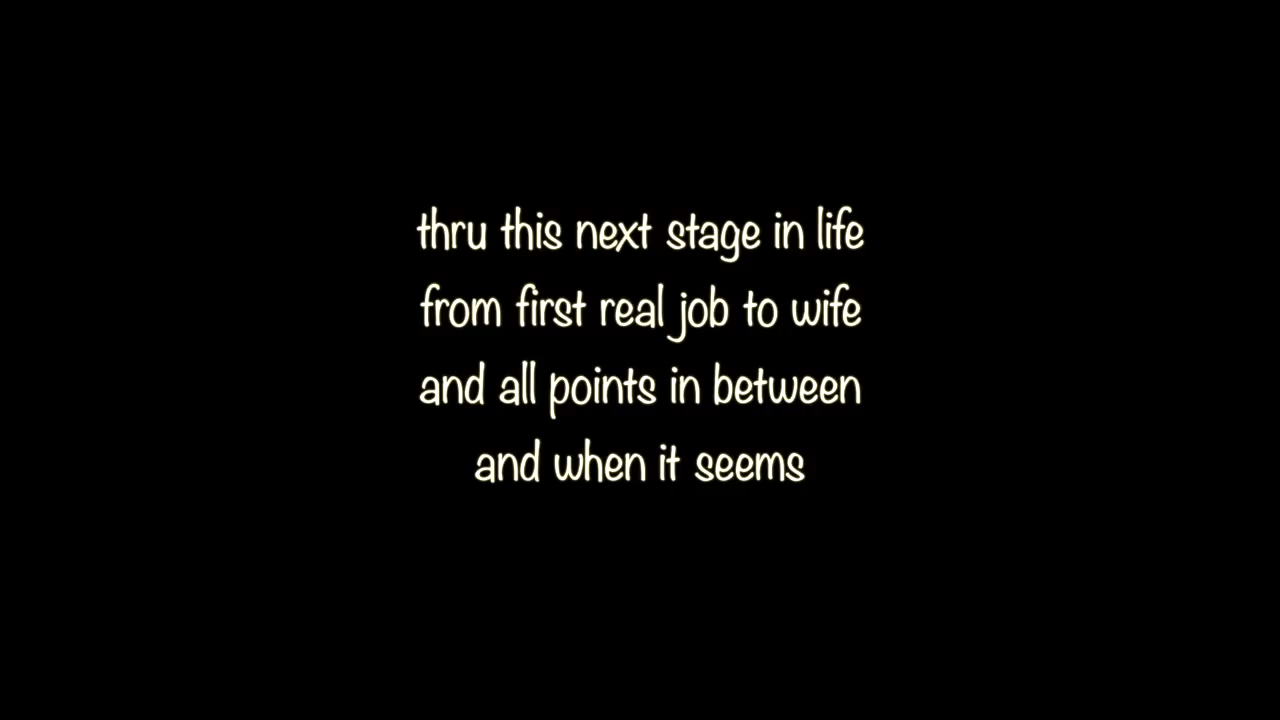 thru this next stage in life
from first real job to wife
and all points in between
and when it seems